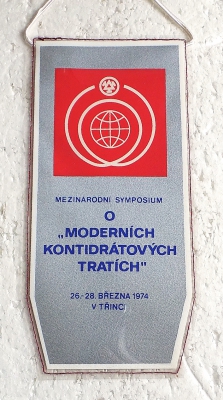 MEZINÁRODNÍ SYMPOSIUM
O
„MODERNÍCH
KONTIDRÁTOVÝCH
TRATÍCH"
26.-28. BŘEZNA 1974
V TŘINCI